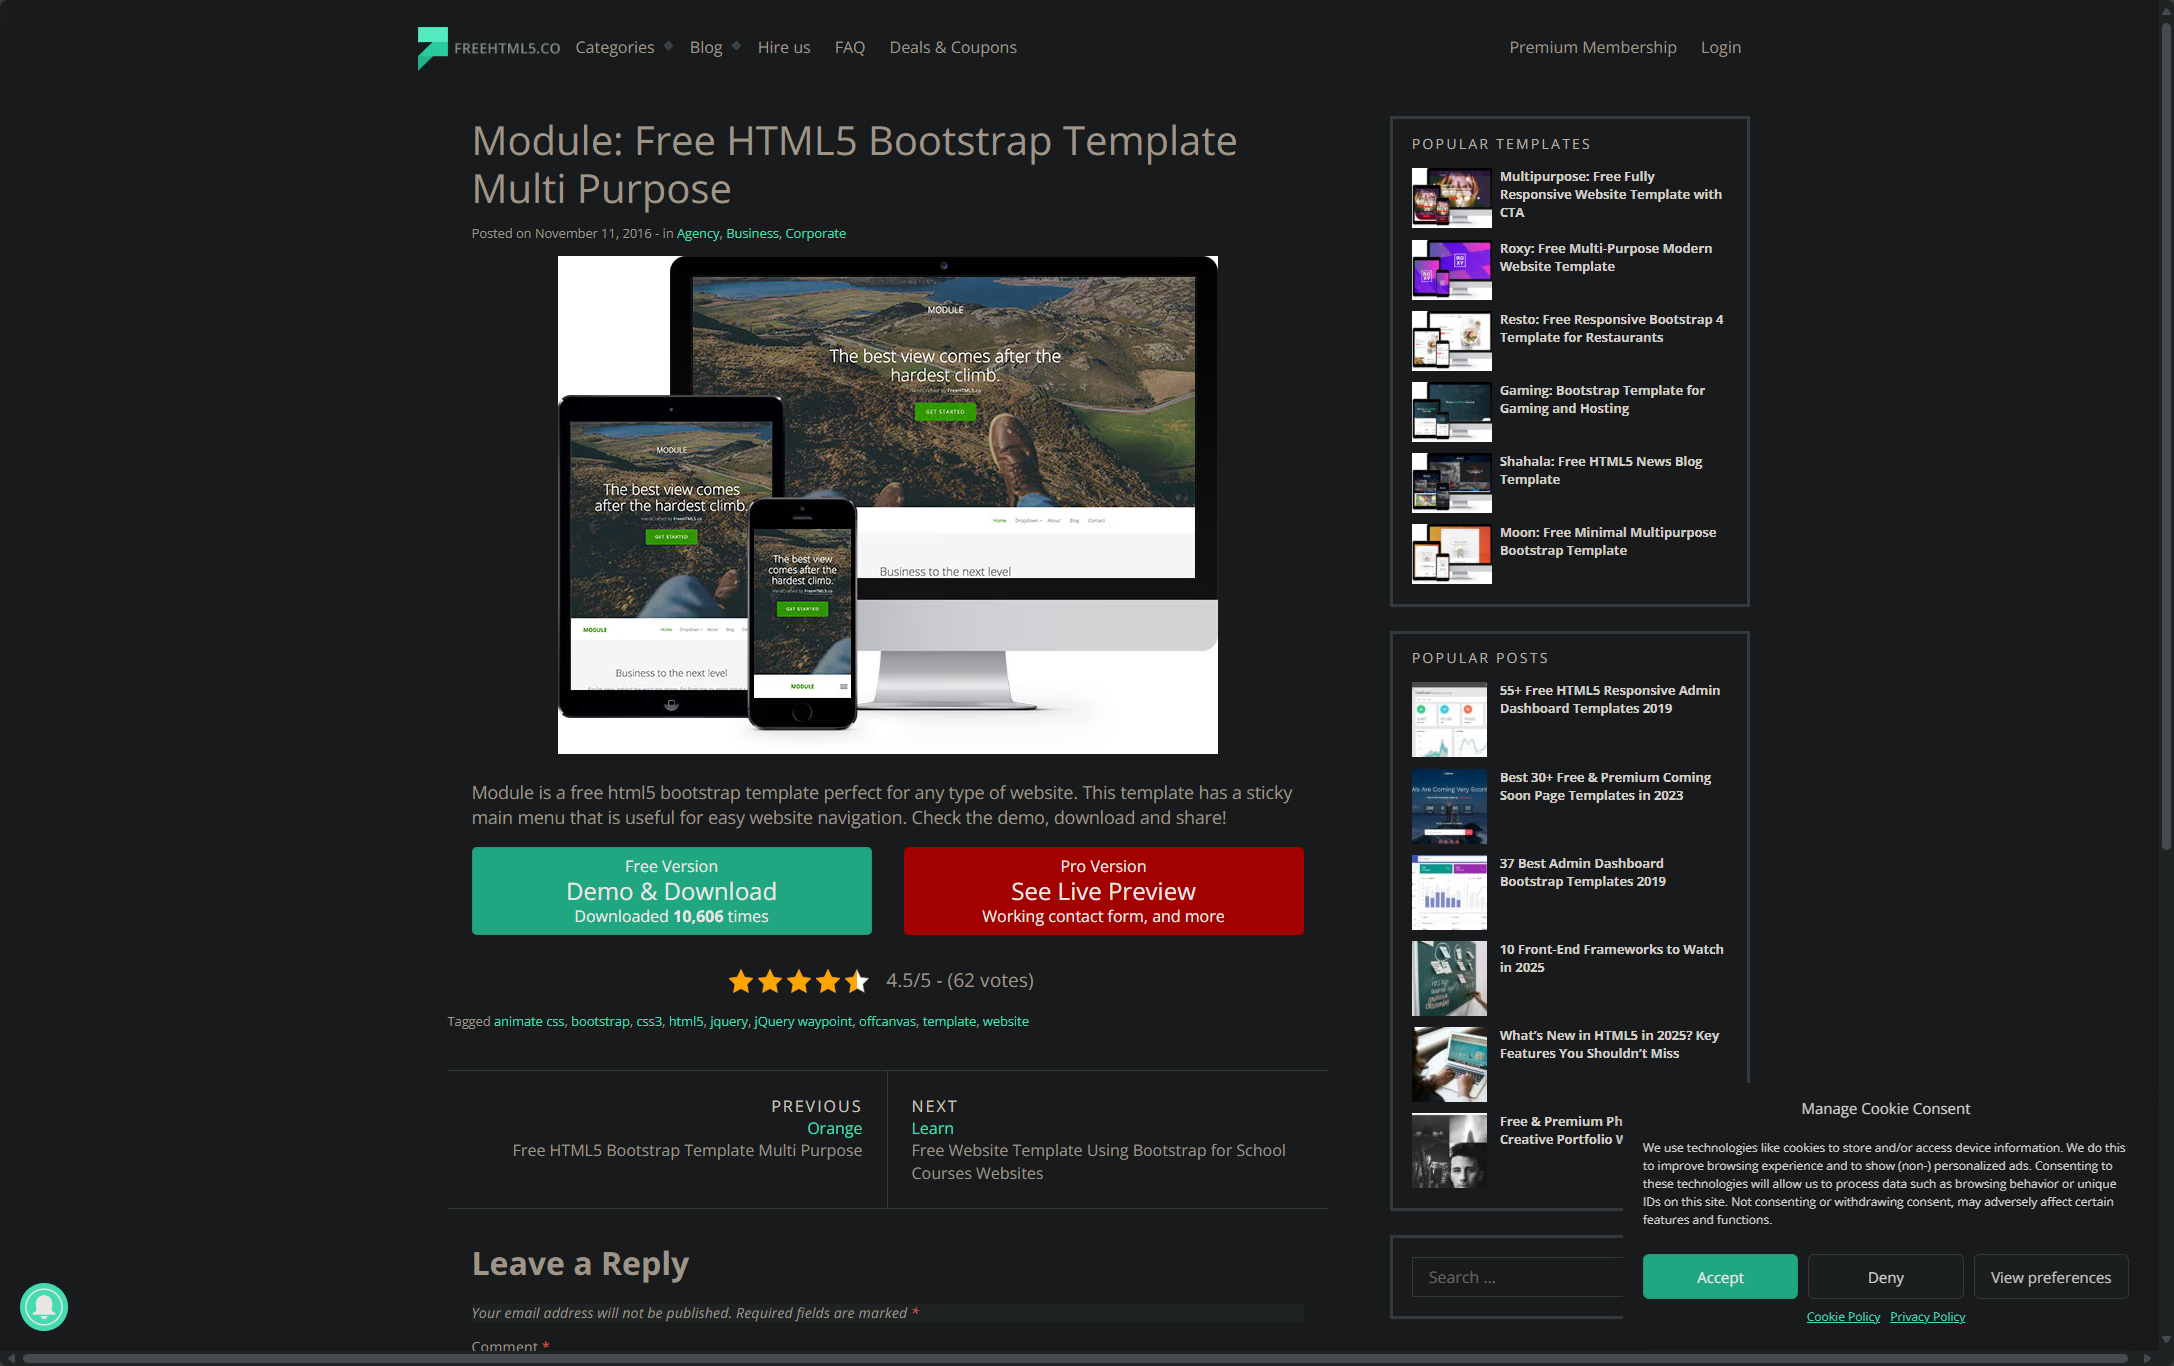 FREEHTML5.CO
Categories
Blog
Hire us
FAQ
Deals & Coupons
Premium Membership
Login
Module: Free HTML5 Bootstrap Template
Multi Purpose
Posted on November 11, 2016 - in Agency, Business, Corporate
MODULE
The best view comes after the
hardest climb.
GET STARTED
Home
Dropdown
About
Blog
Contact
Business to the next level
MODULE
The best view comes
after the hardest climb.
GET STARTED
MODULE
Home
Dropdown
About
Blog
Business to the next level
The best view
comes after the
hardest climb.
GET STARTED
MODULE
Module is a free html5 bootstrap template perfect for any type of website. This template has a sticky
main menu that is useful for easy website navigation. Check the demo, download and share!
Free Version
Demo & Download
Downloaded 10,606 times
Pro Version
See Live Preview
Working contact form, and more
4.5/5 - (62 votes)
Tagged animate css, bootstrap, css3, html5, jquery, jQuery waypoint, offcanvas, template, website
PREVIOUS
Orange
Free HTML5 Bootstrap Template Multi Purpose
NEXT
Learn
Free Website Template Using Bootstrap for School
Courses Websites
Leave a Reply
Your email address will not be published. Required fields are marked *
Comment *
POPULAR TEMPLATES
Multipurpose: Free Fully
Responsive Website Template with
CTA
Roxy: Free Multi-Purpose Modern
Website Template
Resto: Free Responsive Bootstrap 4
Template for Restaurants
Gaming: Bootstrap Template for
Gaming and Hosting
Shahala: Free HTML5 News Blog
Template
Moon: Free Minimal Multipurpose
Bootstrap Template
POPULAR POSTS
55+ Free HTML5 Responsive Admin
Dashboard Templates 2019
Best 30+ Free & Premium Coming
Soon Page Templates in 2023
37 Best Admin Dashboard
Bootstrap Templates 2019
10 Front-End Frameworks to Watch
in 2025
What's New in HTML5 in 2025? Key
Features You Shouldn't Miss
Free & Premium Ph
Creative Portfolio W
Search ...
Manage Cookie Consent
We use technologies like cookies to store and/or access device information. We do this
to improve browsing experience and to show (non-) personalized ads. Consenting to
these technologies will allow us to process data such as browsing behavior or unique
IDs on this site. Not consenting or withdrawing consent, may adversely affect certain
features and functions.
Accept
Deny
View preferences
Cookie Policy
Privacy Policy